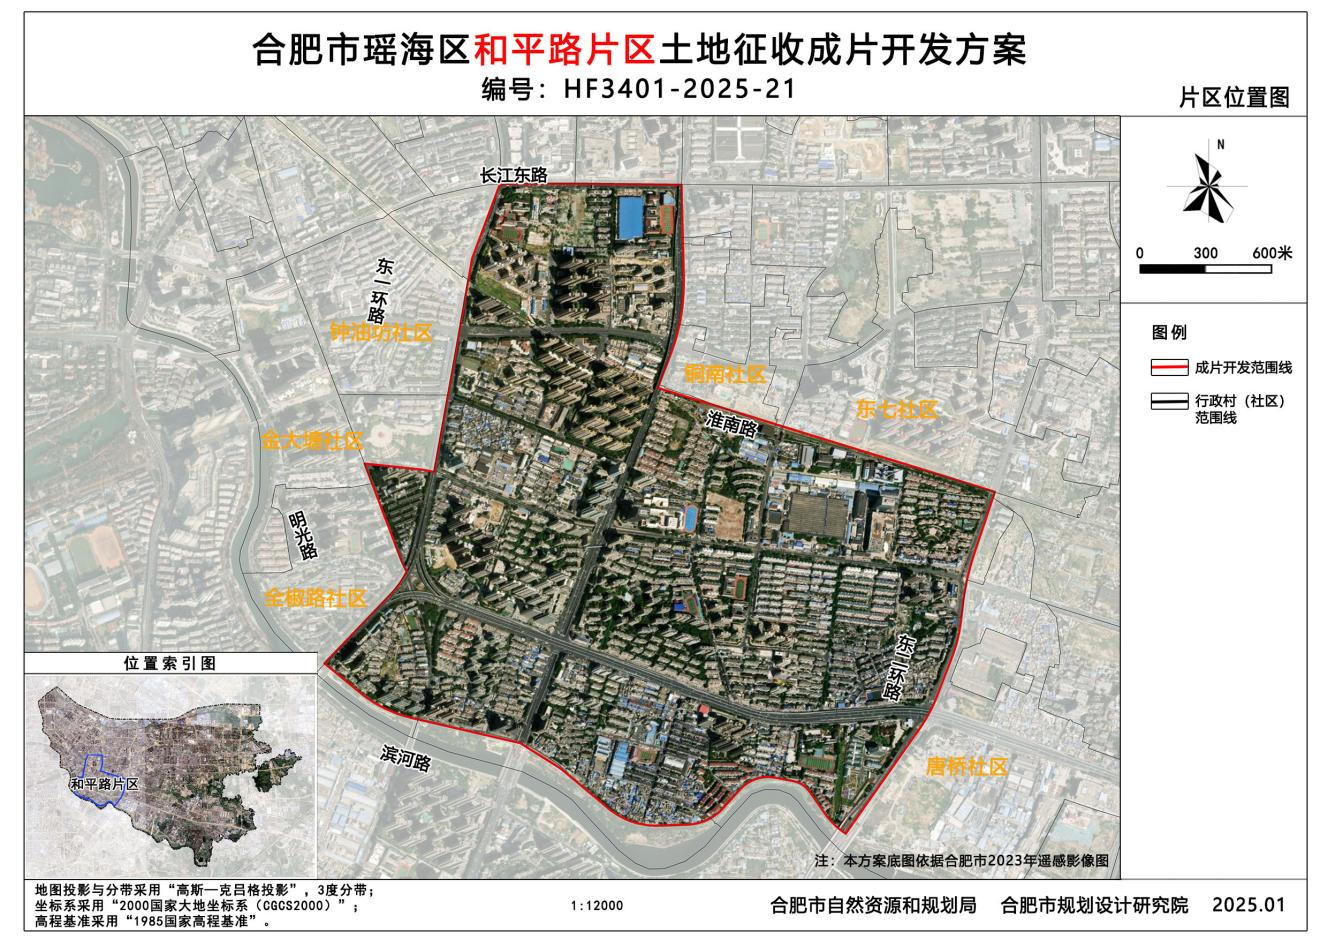 合肥市瑶海区和平路片区土地征收成片开发方案
编号：HF3401-2025-21
片区位置图
N
0 300 600米
图例
成片开发范围线
行政村（社区）
范围线
长江东路
东一环路
钟油坊社区
铜南社区
东七社区
淮南路
金大塘社区
明光路
全椒路社区
东二环路
滨河路
唐桥社区
位置索引图
和平路片区
注：本方案底图依据合肥市2023年遥感影像图
地图投影与分带采用“高斯—克吕格投影”，3度分带；
坐标系采用“2000国家大地坐标系（CGCS2000）”；
高程基准采用“1985国家高程基准”。
1:12000
合肥市自然资源和规划局 合肥市规划设计研究院 2025.01